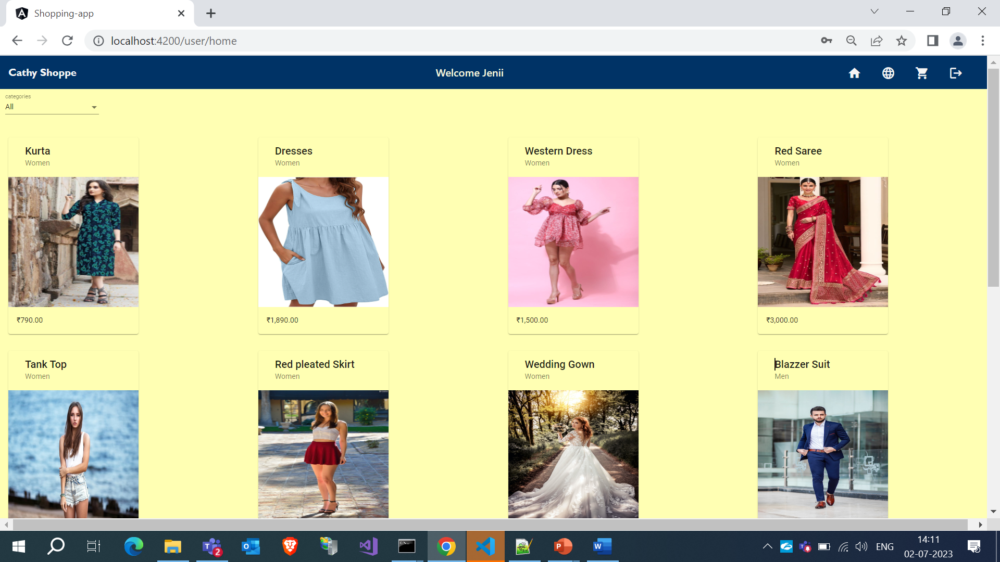 Shopping-app
localhost:4200/user/home
Cathy Shoppe
Welcome Jenii
categories
All
Kurta
Women
₹790.00
Dresses
Women
₹1,890.00
Western Dress
Women
₹1,500.00
Red Saree
Women
₹3,000.00
Tank Top
Women
Red pleated Skirt
Women
Wedding Gown
Women
Blazzer Suit
Men
2
ENG
14:11
02-07-2023